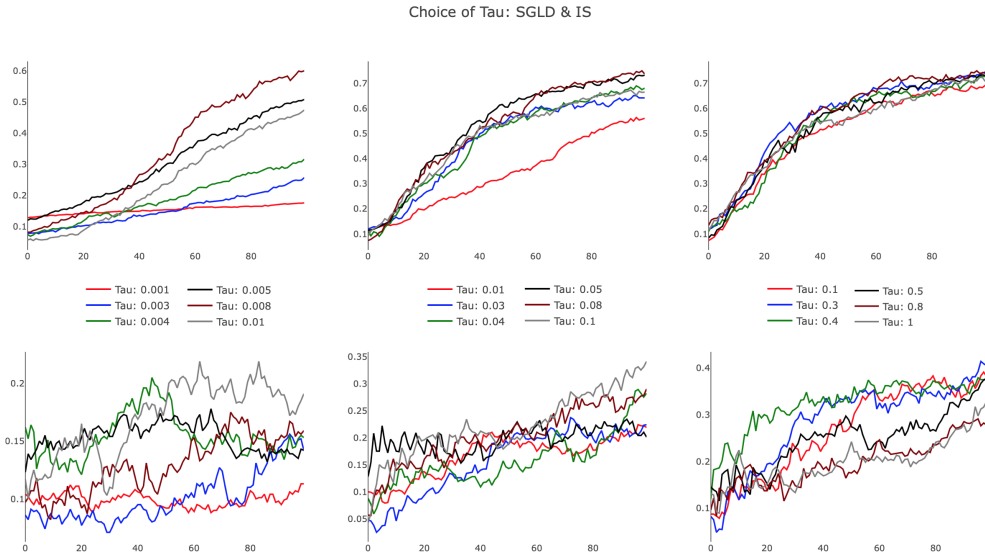 Choice of Tau: SGLD & IS
0.6
0.5
0.4
0.3
0.2
0.1
0 20 40 60 80
0.7
0.6
0.5
0.4
0.3
0.2
0.1
0 20 40 60 80
0.7
0.6
0.5
0.4
0.3
0.2
0.1
0 20 40 60 80
Tau: 0.001 Tau: 0.005
Tau: 0.003 Tau: 0.008
Tau: 0.004 Tau: 0.01
Tau: 0.01 Tau: 0.05
Tau: 0.03 Tau: 0.08
Tau: 0.04 Tau: 0.1
Tau: 0.1 Tau: 0.5
Tau: 0.3 Tau: 0.8
Tau: 0.4 Tau: 1
0.2
0.15
0.1
0 20 40 60 80
0.35
0.3
0.25
0.2
0.15
0.1
0.05
0 20 40 60 80
0.4
0.3
0.2
0.1
0 20 40 60 80